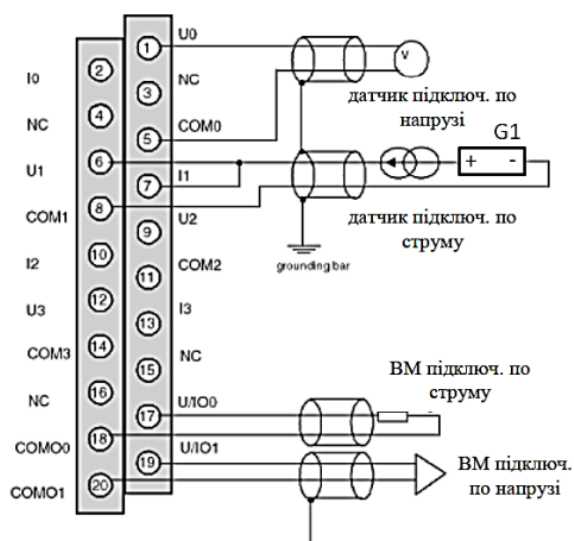 U0
1
I0
2
NC
3
датчик підключ. по
напрузі
V
NC
4
COM0
5
G1
U1
6
I1
7
+ -
COM1
8
U2
9
датчик підключ. по
струму
grounding bar
I2
10
COM2
11
U3
12
I3
13
COM3
14
NC
15
ВМ підключ. по
струму
NC
16
U/IO0
17
COMO0
18
U/IO1
19
ВМ підключ.
по напрузі
COMO1
20